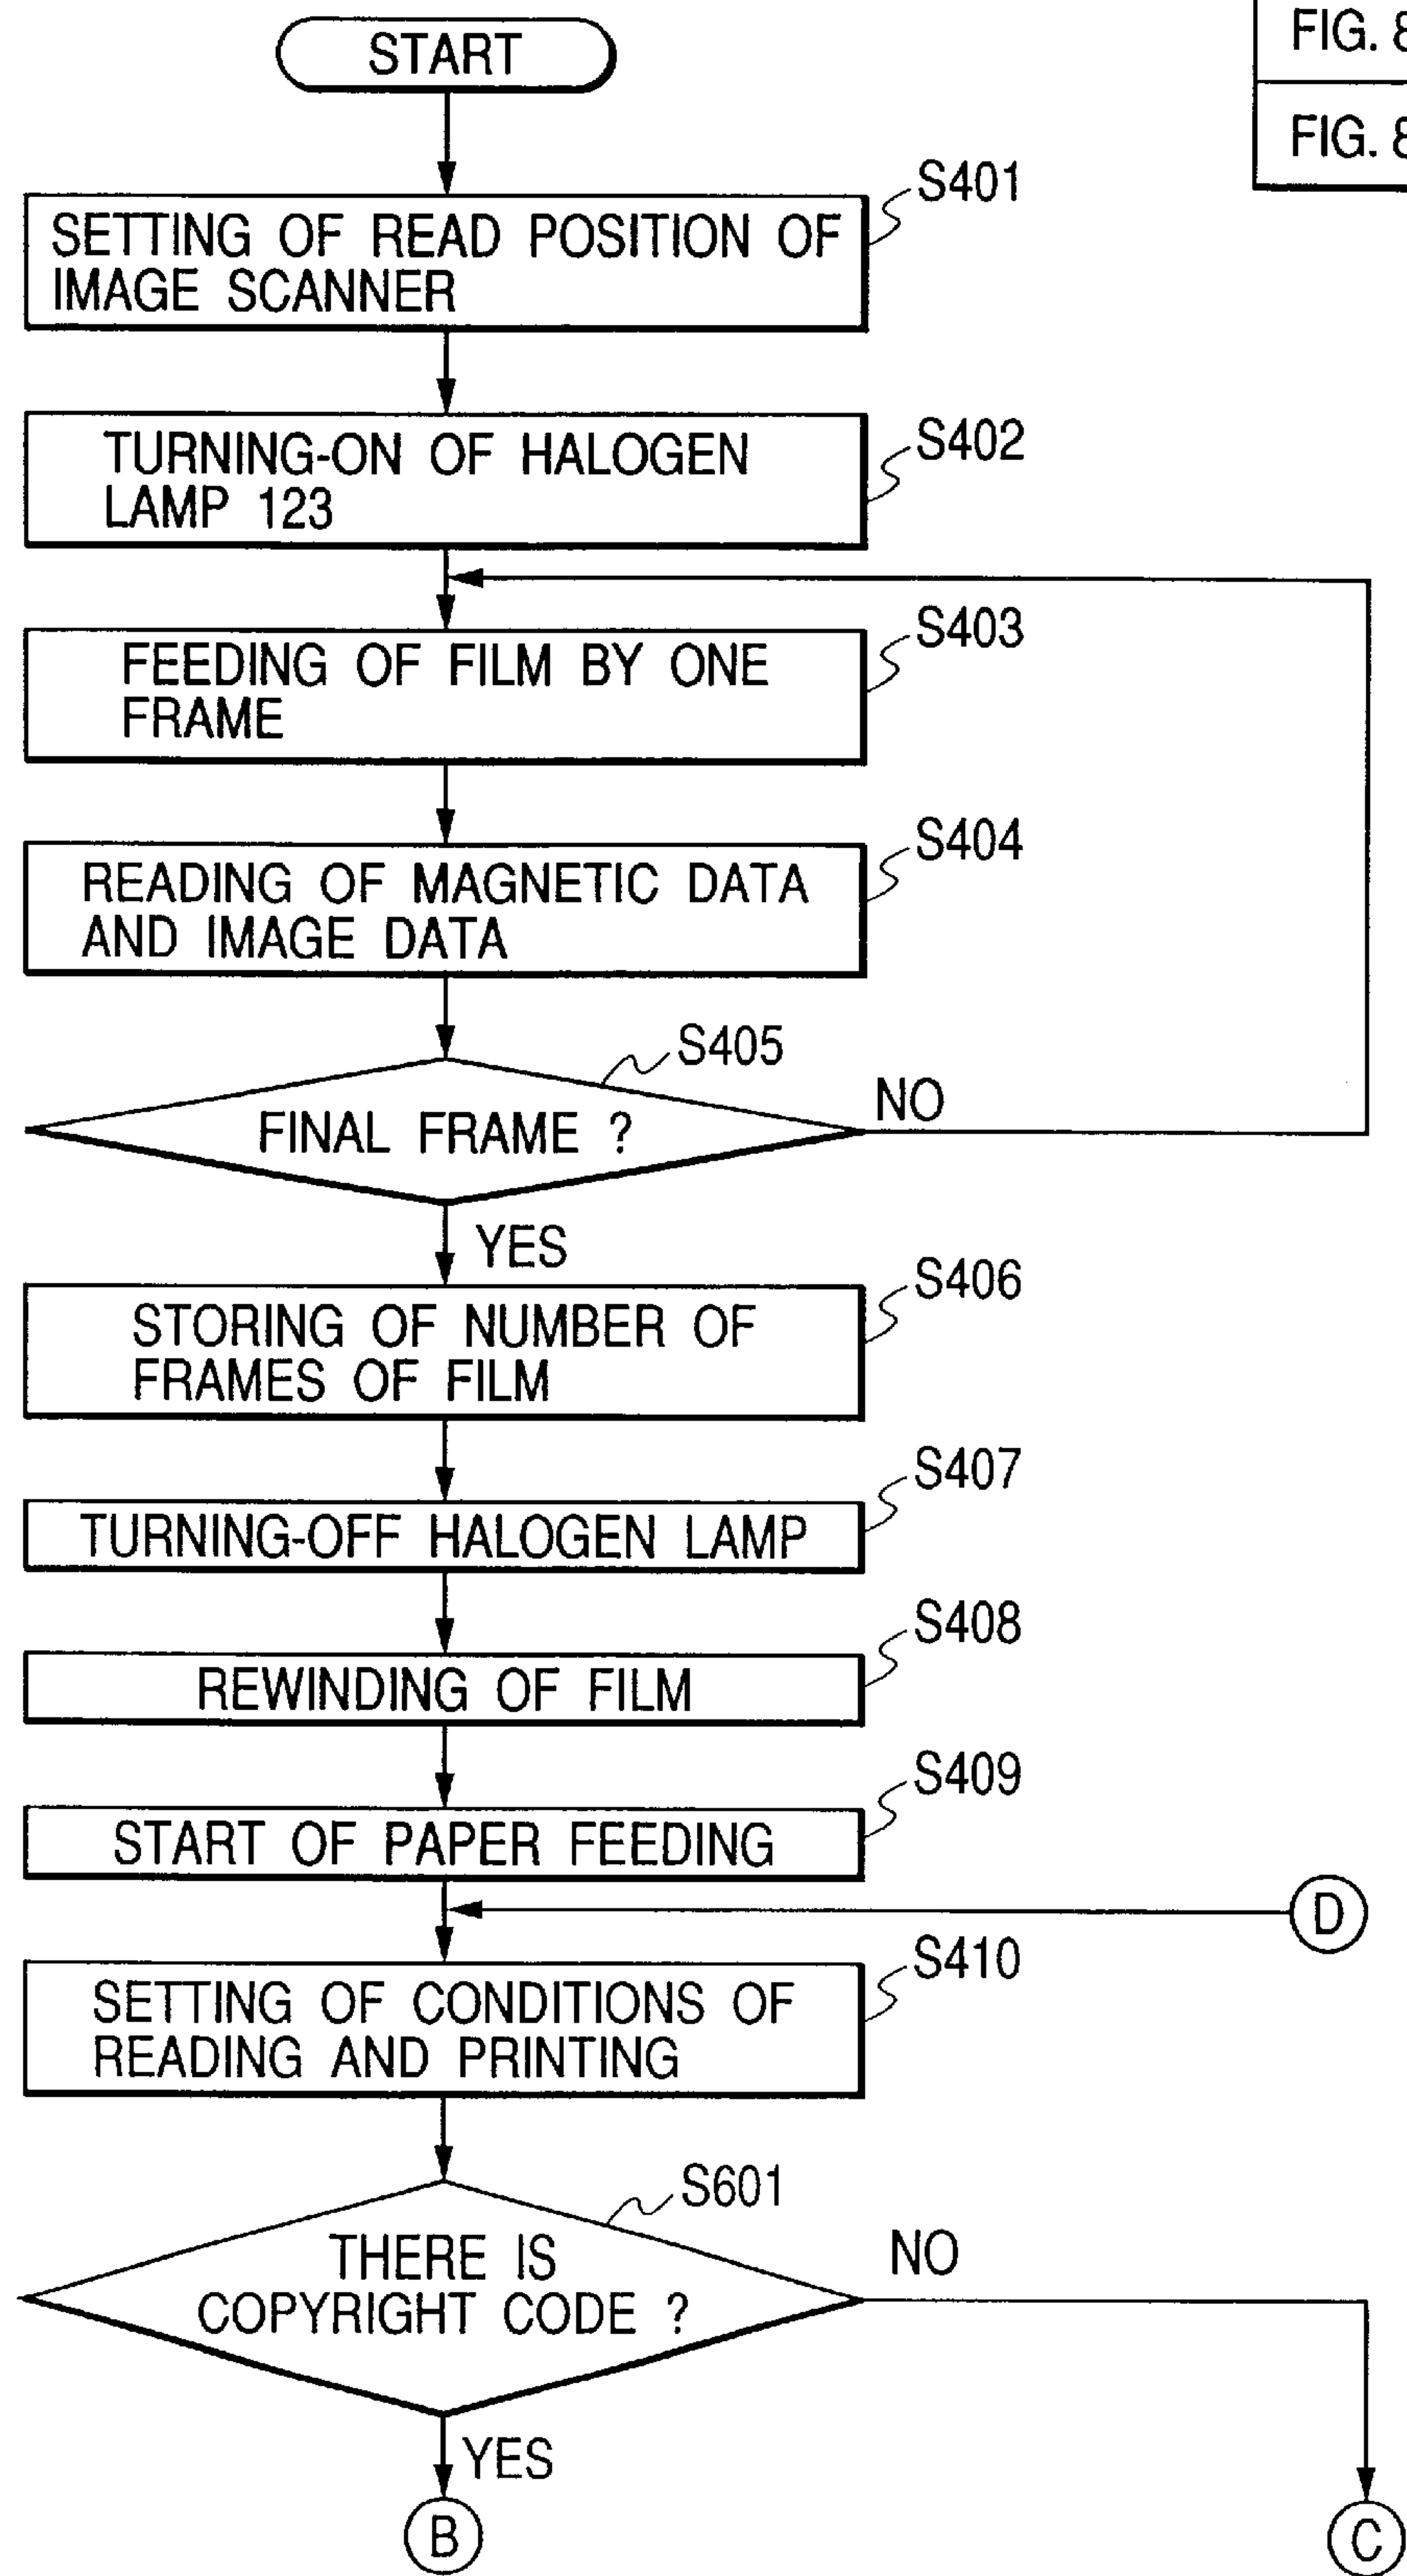 FIG. 8
FIG. 8
START
S401
SETTING OF READ POSITION OF
IMAGE SCANNER
S402
TURNING-ON OF HALOGEN
LAMP 123
S403
FEEDING OF FILM BY ONE
FRAME
S404
READING OF MAGNETIC DATA
AND IMAGE DATA
S405
FINAL FRAME ?
NO
YES
S406
STORING OF NUMBER OF
FRAMES OF FILM
S407
TURNING-OFF HALOGEN LAMP
S408
REWINDING OF FILM
S409
START OF PAPER FEEDING
D
S410
SETTING OF CONDITIONS OF
READING AND PRINTING
S601
THERE IS
COPYRIGHT CODE ?
NO
YES
B
C